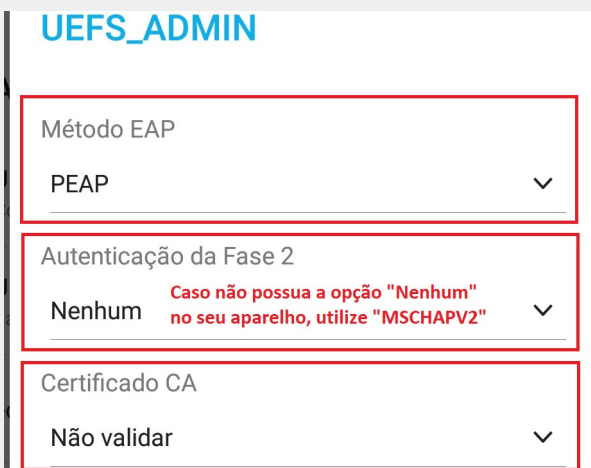 UEFS_ADMIN
Método EAP
PEAP
Autenticação da Fase 2
Nenhum
Caso não possua a opção "Nenhum"
no seu aparelho, utilize "MSCHAPV2"
Certificado CA
Não validar